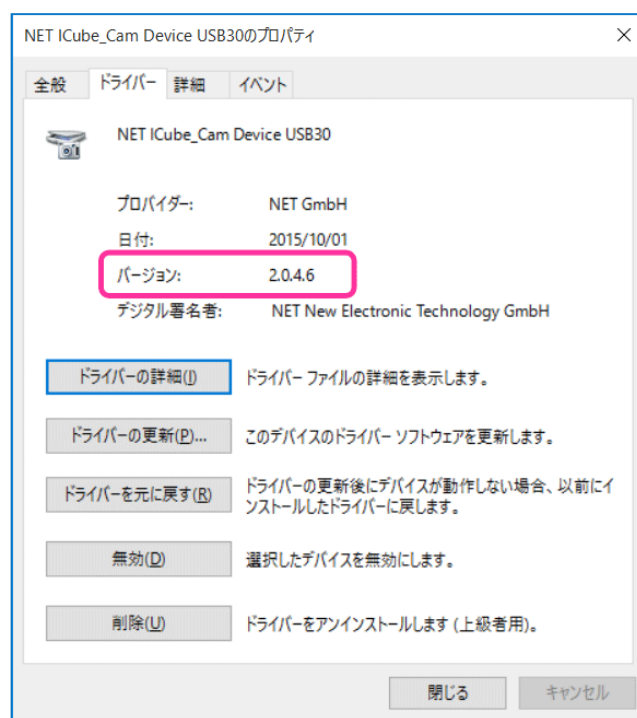 NET ICube_Cam Device USB30のプロパティ
全般 ドライバー 詳細 イベント
NET ICube_Cam Device USB30
プロバイダー: NET GmbH
日付: 2015/10/01
バージョン: 2.0.4.6
デジタル署名者: NET New Electronic Technology GmbH
ドライバーの詳細(I) ドライバー ファイルの詳細を表示します。
ドライバーの更新(P)... このデバイスのドライバー ソフトウェアを更新します。
ドライバーを元に戻す(R) ドライバーの更新後にデバイスが動作しない場合、以前にイ
ンストールしたドライバーに戻します。
無効(D) 選択したデバイスを無効にします。
削除(U) ドライバーをアンインストールします (上級者用)。
閉じる キャンセル